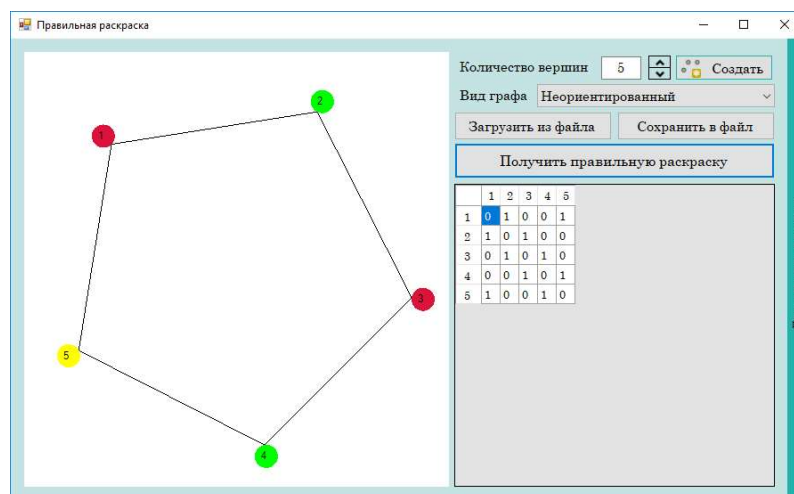 Правильная раскраска
Количество вершин 5 Создать
Вид графа Неориентированный
Загрузить из файла Сохранить в файл
Получить правильную раскраску
1 2 3 4 5
1 0 1 0 0 1
2 1 0 1 0 0
3 0 1 0 1 0
4 0 0 1 0 1
5 1 0 0 1 0
2
1
3
5
4